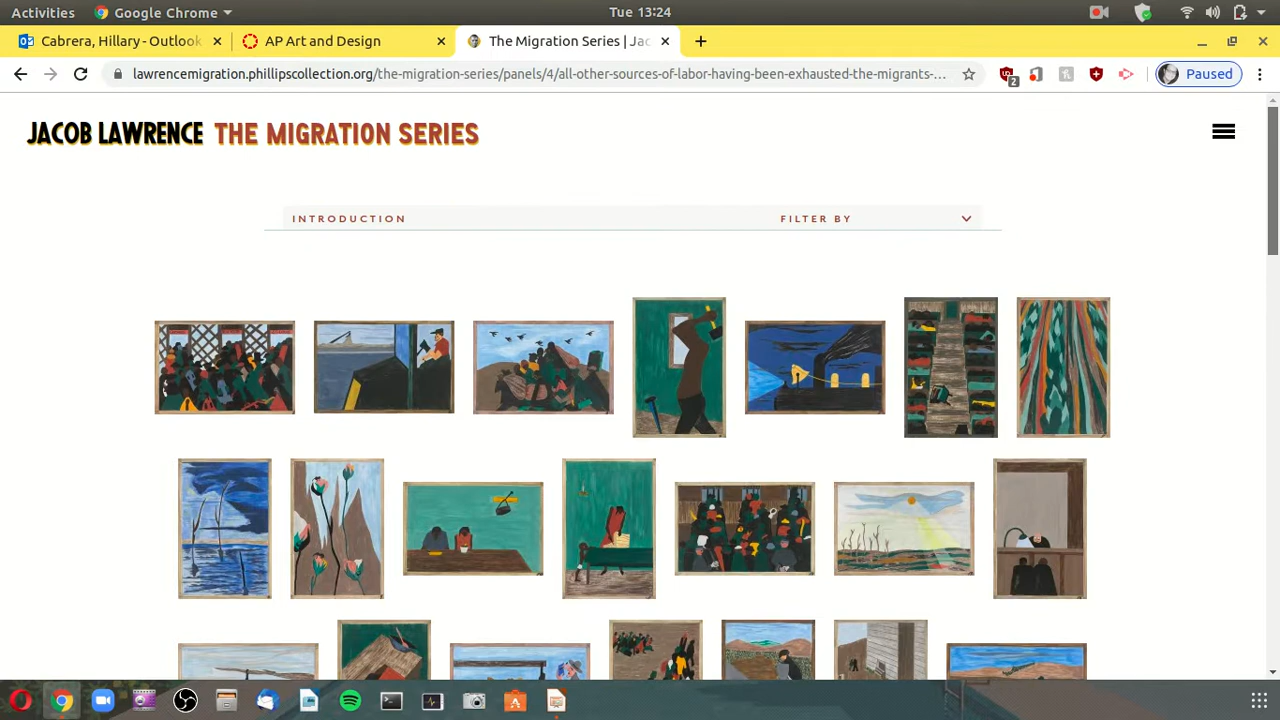 Activities Google Chrome Tue 13:24
Cabrera, Hillary - Outlook AP Art and Design The Migration Series | Jac
lawrencemigration.phillipscollection.org/the-migration-series/panels/4/all-other-sources-of-labor-having-been-exhausted-the-migrants-... 2 Paused
JACOB LAWRENCE THE MIGRATION SERIES
INTRODUCTION FILTER BY